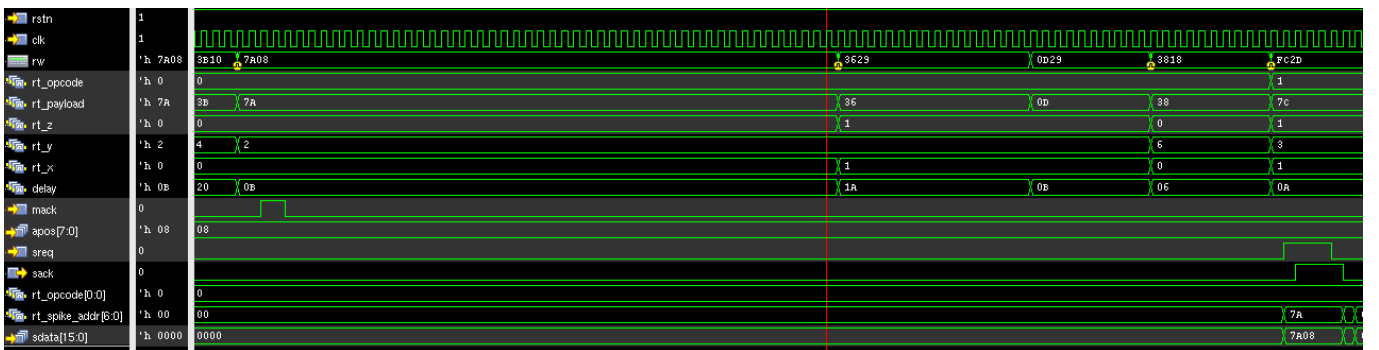 rstn 1
clk 1
rw 'h 7A08 3B10 7A08 3629 0D29 3818 FC2D
rt_opcode 'h 0 0 1
rt_payload 'h 7A 3B 7A 36 0D 38 7C
rt_z 'h 0 0 1 0 1
rt_y 'h 2 4 2 6 3
rt_x 'h 0 0 1 0 1
delay 'h 0B 20 0B 1A 0B 06 0A
mack 0
apos[7:0] 'h 08 08
sreq 0
sack 0
rt_opcode[0:0] 'h 0 0
rt_spike_addr[6:0] 'h 00 00 7A
sdata[15:0] 'h 0000 0000 7A08